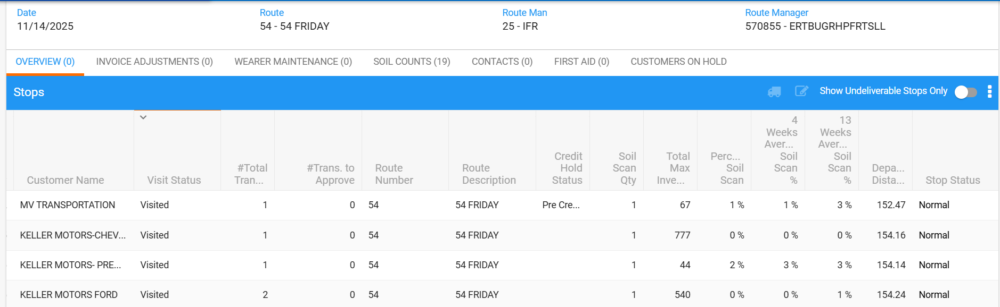 Date Route Route Man Route Manager
11/14/2025 54 - 54 FRIDAY 25 - IFR 570855 - ERTBUGRHPFRTSLL
OVERVIEW (0) INVOICE ADJUSTMENTS (0) WEARER MAINTENANCE (0) SOIL COUNTS (19) CONTACTS (0) FIRST AID (0) CUSTOMERS ON HOLD
Stops Show Undeliverable Stops Only
4 13
Weeks Weeks
Aver... Aver...
Credit Soil Total Perc... Soil Soil
#Total #Trans. to Route Route Hold Scan Max Soil Scan Scan Depa...
Customer Name Visit Status Tran... Approve Number Description Status Qty Inve... Scan % % Dista... Stop Status
MV TRANSPORTATION Visited 1 0 54 54 FRIDAY Pre Cre... 1 67 1 % 1 % 3 % 152.47 Normal
KELLER MOTORS-CHEV... Visited 1 0 54 54 FRIDAY 1 777 0 % 0 % 0 % 154.16 Normal
KELLER MOTORS- PRE... Visited 1 0 54 54 FRIDAY 1 44 2 % 3 % 3 % 154.14 Normal
KELLER MOTORS FORD Visited 2 0 54 54 FRIDAY 1 540 0 % 0 % 1 % 154.24 Normal